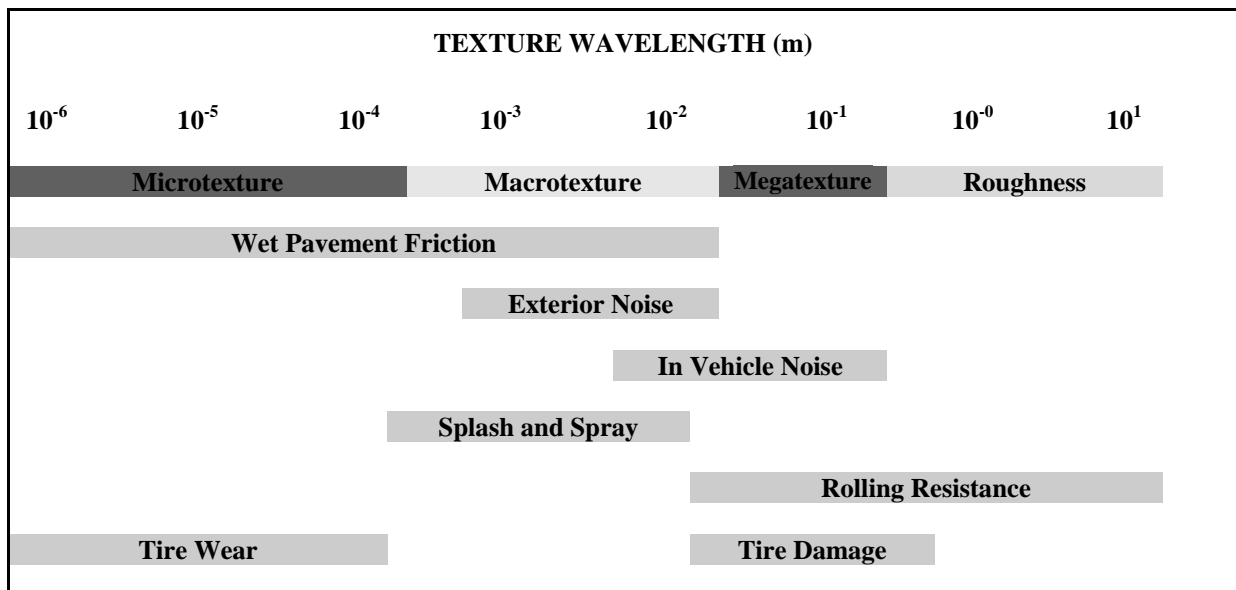 TEXTURE WAVELENGTH (m)
10⁻⁶ 10⁻⁵ 10⁻⁴ 10⁻³ 10⁻² 10⁻¹ 10⁻⁰ 10¹
Microtexture Macrotexture Megatexture Roughness
Wet Pavement Friction
Exterior Noise
In Vehicle Noise
Splash and Spray
Rolling Resistance
Tire Wear Tire Damage